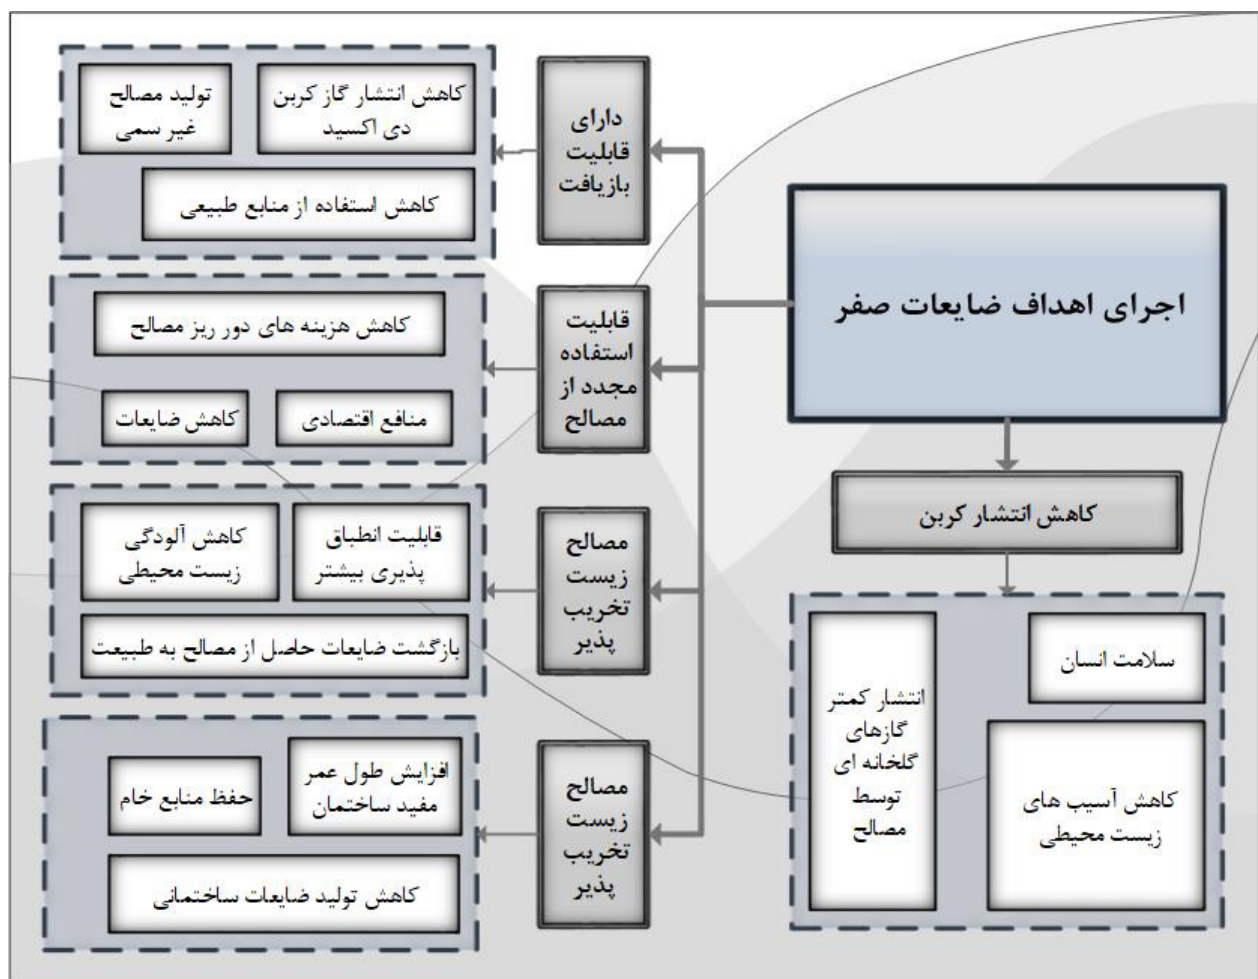 اجرای اهداف ضایعات صفر
کاهش انتشار کربن
سلامت انسان
کاهش آسیب های
زیست محیطی
انتشار کمتر
گازهای
گلخانه ای
توسط
مصالح
دارای
قابلیت
بازیافت
کاهش انتشار گاز کربن
دی اکسید
تولید مصالح
غیر سمی
کاهش استفاده از منابع طبیعی
قابلیت
استفاده
مجدد از
مصالح
کاهش هزینه های دور ریز مصالح
منافع اقتصادی
کاهش ضایعات
مصالح
زیست
تخریب
پذیر
قابلیت انطباق
پذیری بیشتر
کاهش آلودگی
زیست محیطی
بازگشت ضایعات حاصل از مصالح به طبیعت
مصالح
زیست
تخریب
پذیر
افزایش طول عمر
مفید ساختمان
حفظ منابع خام
کاهش تولید ضایعات ساختمانی